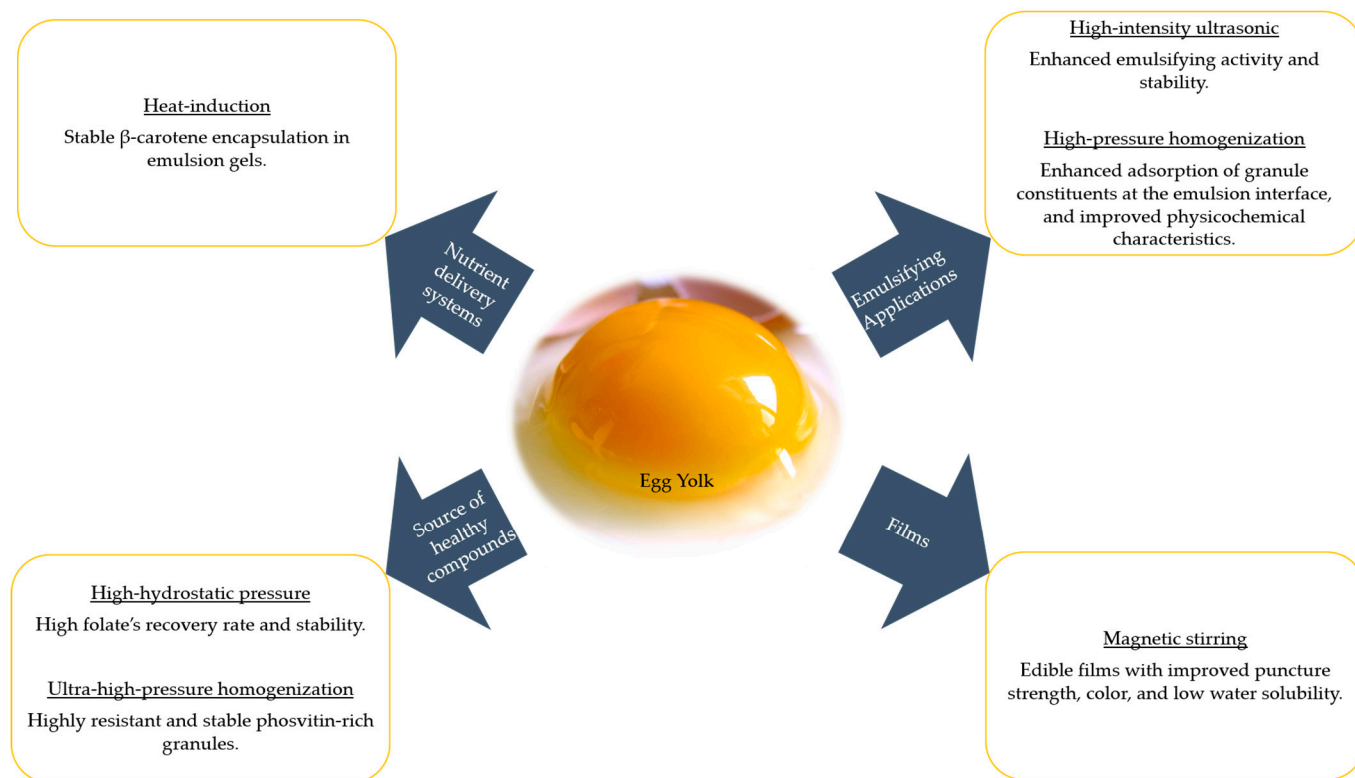 Heat-induction
Stable β-carotene encapsulation in
emulsion gels.
High-intensity ultrasonic
Enhanced emulsifying activity and
stability.
High-pressure homogenization
Enhanced adsorption of granule
constituents at the emulsion interface,
and improved physicochemical
characteristics.
Nutrient
delivery
systems
Emulsifying
Applications
Egg Yolk
Source of
healthy
compounds
Films
High-hydrostatic pressure
High folate’s recovery rate and stability.
Ultra-high-pressure homogenization
Highly resistant and stable phosvitin-rich
granules.
Magnetic stirring
Edible films with improved puncture
strength, color, and low water solubility.